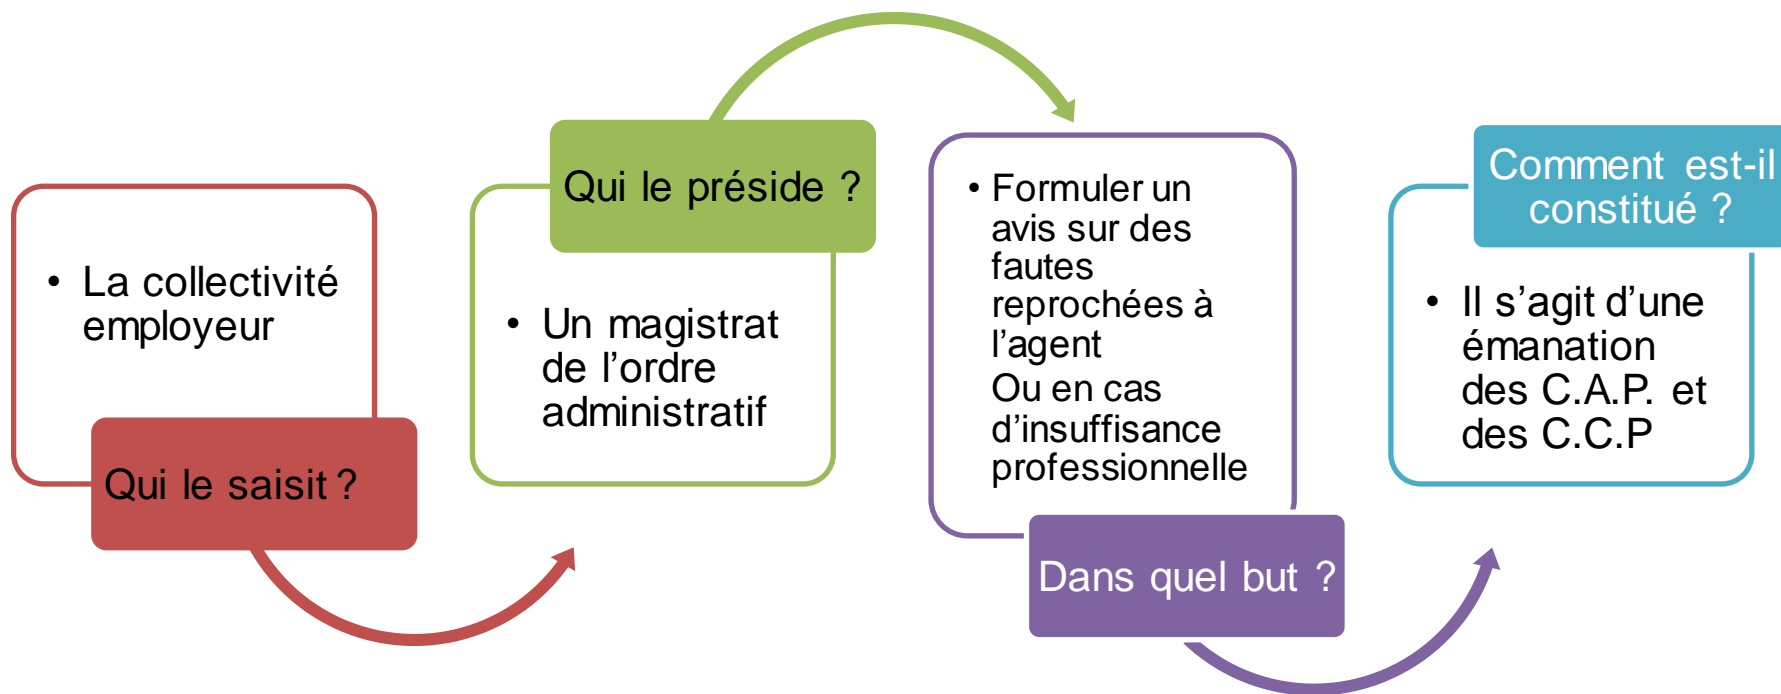 • La collectivité
employeur
Qui le saisit ?
Qui le préside ?
• Un magistrat
de l’ordre
administratif
• Formuler un
avis sur des
fautes
reprochées à
l’agent
Ou en cas
d’insuffisance
professionnelle
Dans quel but ?
Comment est-il
constitué ?
• Il s’agit d’une
émanation
des C.A.P. et
des C.C.P